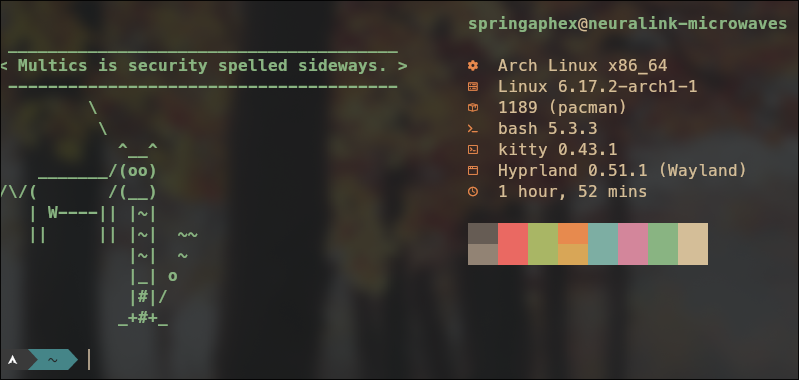 springaphex@neuralink-microwaves
________________________________________
< Multics is security spelled sideways. >
---------------------------------------
        \
         \
           ^__^
   _______/(oo)
/\/(       /(__)
   | W----|| |~|
   ||     || |~|  ~~
             |~|  ~
             |_| o
             |#|/
            _+#+_
Arch Linux x86_64
Linux 6.17.2-arch1-1
1189 (pacman)
bash 5.3.3
kitty 0.43.1
Hyprland 0.51.1 (Wayland)
1 hour, 52 mins
~